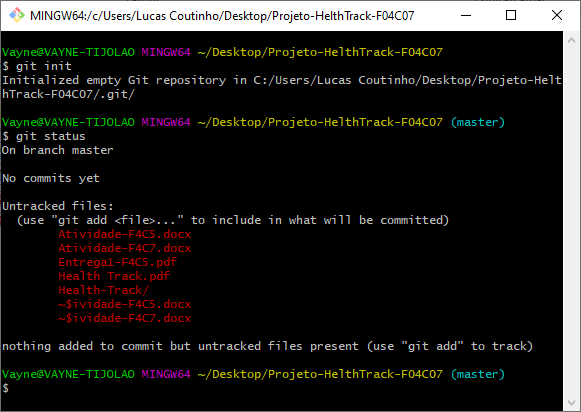 MINGW64:/c/Users/Lucas Coutinho/Desktop/Projeto-HelthTrack-F04C07
Vayne@VAYNE-TIJOLAO MINGW64 ~/Desktop/Projeto-HelthTrack-F04C07
$ git init
Initialized empty Git repository in C:/Users/Lucas Coutinho/Desktop/Projeto-Helt
hTrack-F04C07/.git/
Vayne@VAYNE-TIJOLAO MINGW64 ~/Desktop/Projeto-HelthTrack-F04C07 (master)
$ git status
On branch master
No commits yet
Untracked files:
(use "git add <file>..." to include in what will be committed)
Atividade-F4C5.docx
Atividade-F4C7.docx
Entrega1-F4C5.pdf
Health Track.pdf
Health-Track/
~$ividade-F4C5.docx
~$ividade-F4C7.docx
nothing added to commit but untracked files present (use "git add" to track)
Vayne@VAYNE-TIJOLAO MINGW64 ~/Desktop/Projeto-HelthTrack-F04C07 (master)
$